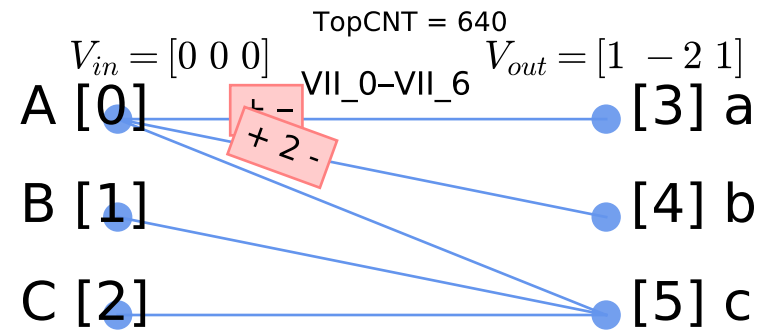 TopCNT = 640
V_in = [0 0 0]
V_out = [1 −2 1]
VII_0–VII_6
A [0]
[3] a
+ 2 -
B [1]
[4] b
C [2]
[5] c